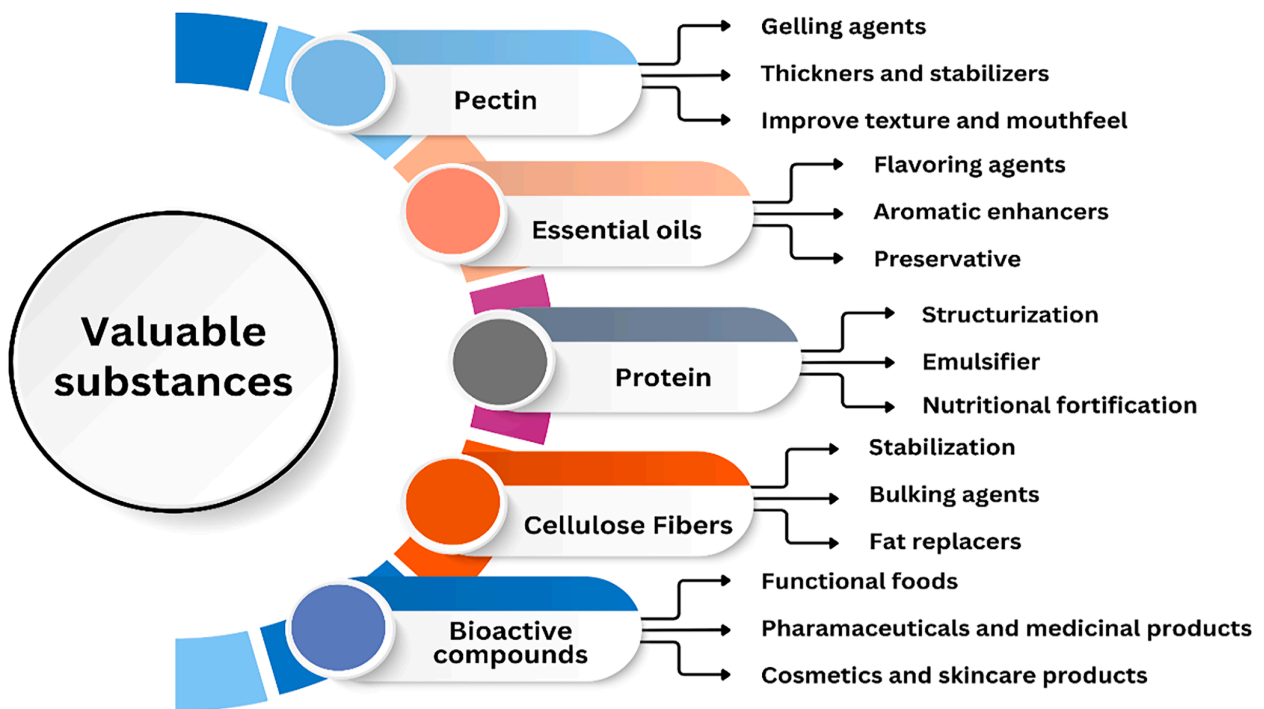 Valuable
substances
Pectin
Gelling agents
Thickners and stabilizers
Improve texture and mouthfeel
Essential oils
Flavoring agents
Aromatic enhancers
Preservative
Protein
Structurization
Emulsifier
Nutritional fortification
Cellulose Fibers
Stabilization
Bulking agents
Fat replacers
Bioactive
compounds
Functional foods
Pharamaceuticals and medicinal products
Cosmetics and skincare products